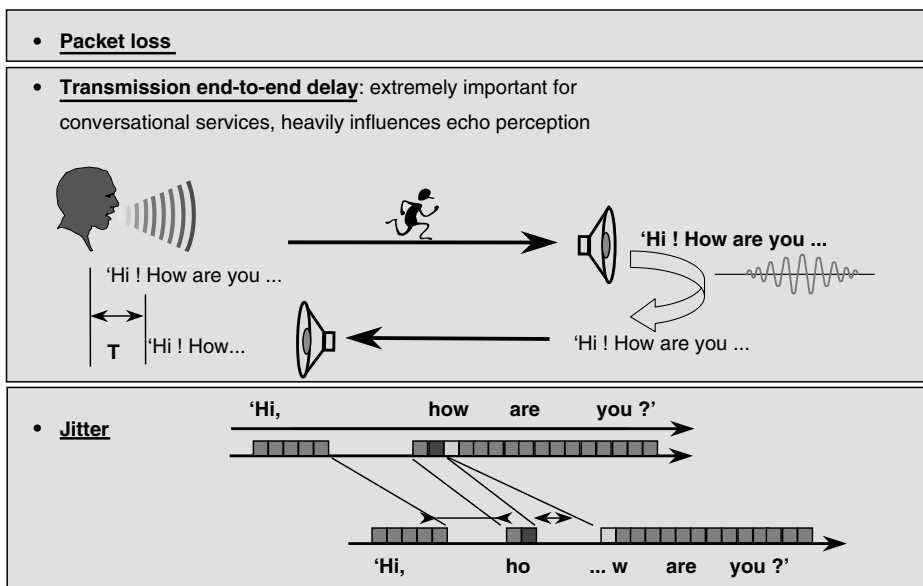 • Packet loss
• Transmission end-to-end delay: extremely important for
conversational services, heavily influences echo perception
'Hi ! How are you ...
'Hi ! How are you ...
T
'Hi ! How...
'Hi ! How are you ...
• Jitter
'Hi, how are you ?'
'Hi, ho ... w are you ?'